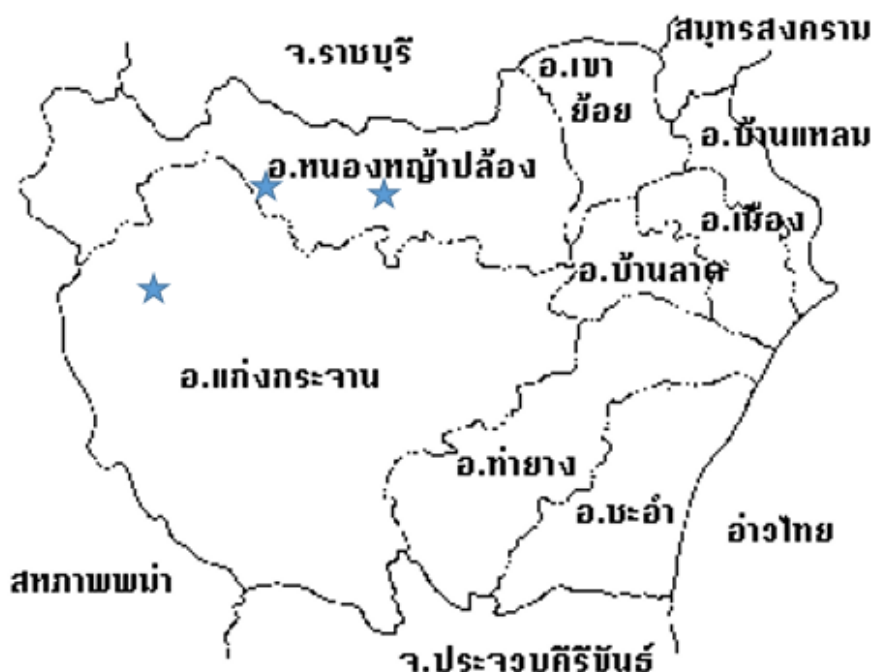 สมุทรสงคราม
จ.ราชบุรี
อ.เขา
ย้อย
อ.บ้านแหลม
อ.หนองหญ้าปล้อง
อ.เมือง
อ.บ้านลาด
อ.แก่งกระจาน
อ.ท่ายาง
อ.ชะอำ
อ่าวไทย
สหภาพพม่า
จ.ประจวบคีรีขันธ์